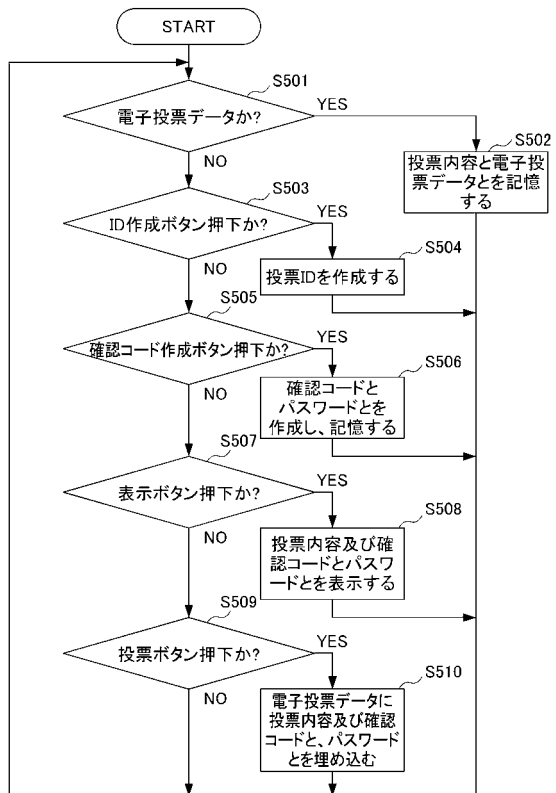 START
S501
電子投票データか?
YES
NO
S502
投票内容と電子投
票データとを記憶
する
S503
ID作成ボタン押下か?
YES
NO
S504
投票IDを作成する
S505
確認コード作成ボタン押下か?
YES
NO
S506
確認コードと
パスワードとを
作成し、記憶する
S507
表示ボタン押下か?
YES
NO
S508
投票内容及び確
認コードとパスワ
ードとを表示する
S509
投票ボタン押下か?
YES
NO
S510
電子投票データに
投票内容及び確認
コードと、パスワード
とを埋め込む